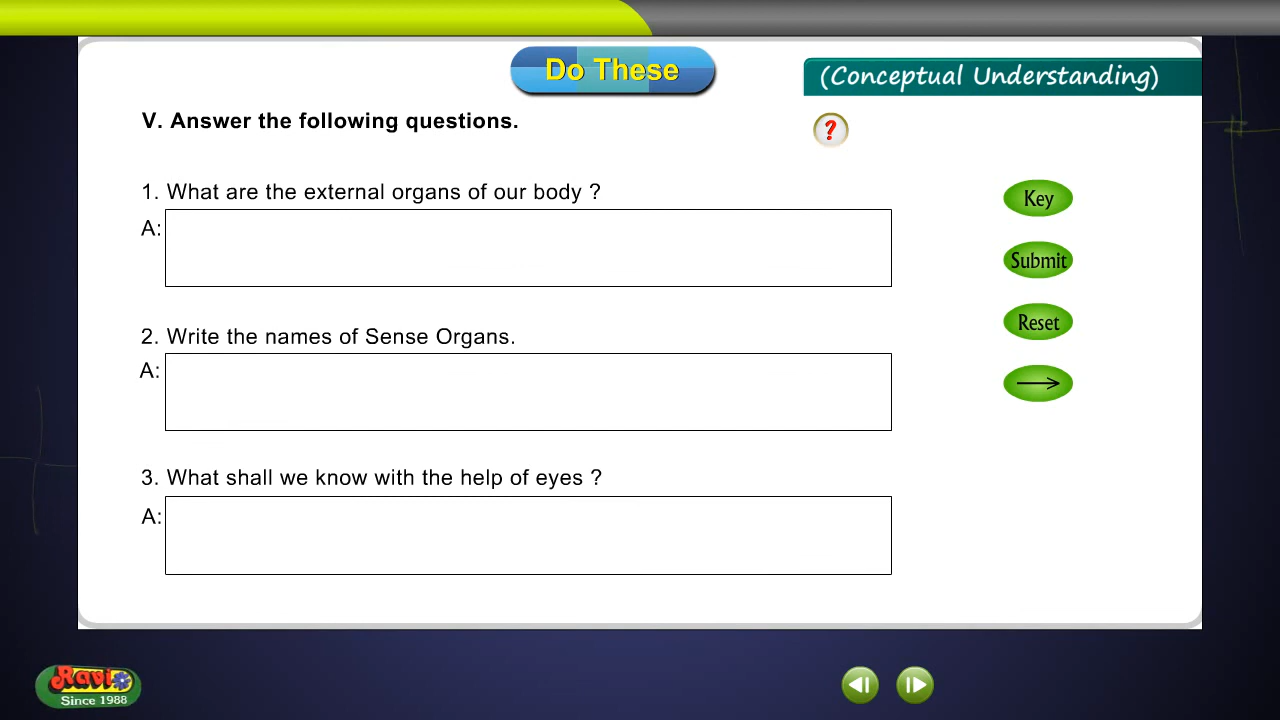 Do These
(Conceptual Understanding)
V. Answer the following questions.
?
1. What are the external organs of our body ?
Key
A:
Submit
2. Write the names of Sense Organs.
Reset
A:
3. What shall we know with the help of eyes ?
A:
Ravi
Since 1988